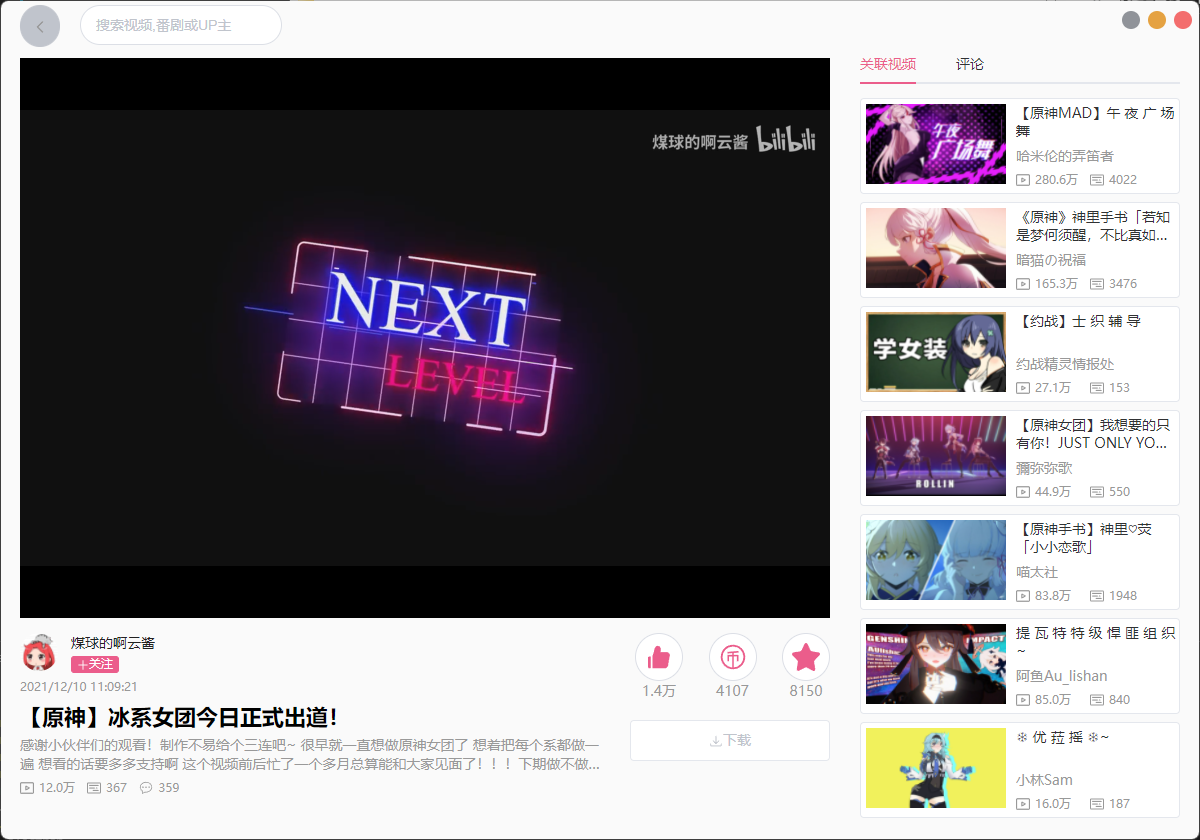 搜索视频,番剧或UP主
煤球的啊云酱 bilibili
NEXT
LEVEL
煤球的啊云酱
+关注
2021/12/10 11:09:21
1.4万
4107
8150
【原神】冰系女团今日正式出道！
感谢小伙伴们的观看！制作不易给个三连吧~ 很早就一直想做原神女团了 想着把每个系都做一
遍 想看的话要多多支持啊 这个视频前后忙了一个多月总算能和大家见面了！！！下期做不做...
12.0万 367 359
下载
关联视频 评论
午夜
广场舞
【原神MAD】午 夜 广 场
舞
哈米伦的弄笛者
280.6万 4022
《原神》神里手书「若知
是梦何须醒，不比真如...
暗猫の祝福
165.3万 3476
学女装
【约战】士 织 辅 导
约战精灵情报处
27.1万 153
ROLLIN
【原神女团】我想要的只
有你！JUST ONLY YO...
彌弥弥歌
44.9万 550
【原神手书】神里♡荧
「小小恋歌」
喵太社
83.8万 1948
GENSHIN IMPACT
提 瓦 特 特 级 悍 匪 组 织
~
阿鱼Au_lishan
85.0万 840
❄ 优 菈 摇 ❄~
小林Sam
16.0万 187